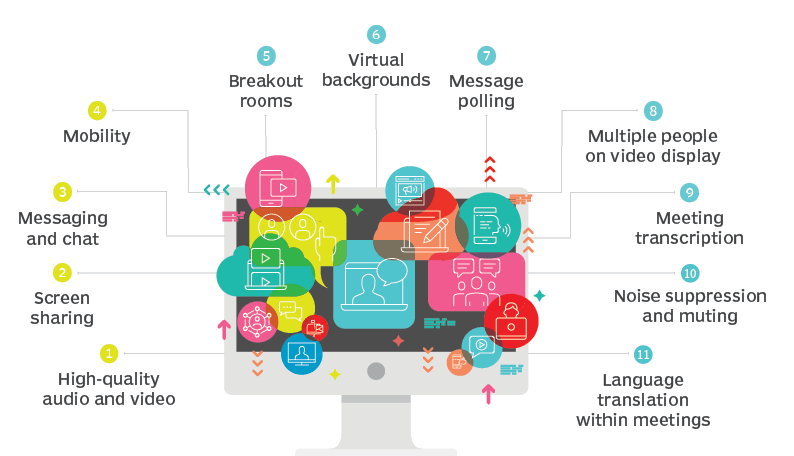 6
Virtual
backgrounds
5
Breakout
rooms
7
Message
polling
4
Mobility
8
Multiple people
on video display
3
Messaging
and chat
9
Meeting
transcription
2
Screen
sharing
10
Noise suppression
and muting
1
High-quality
audio and video
11
Language
translation
within meetings